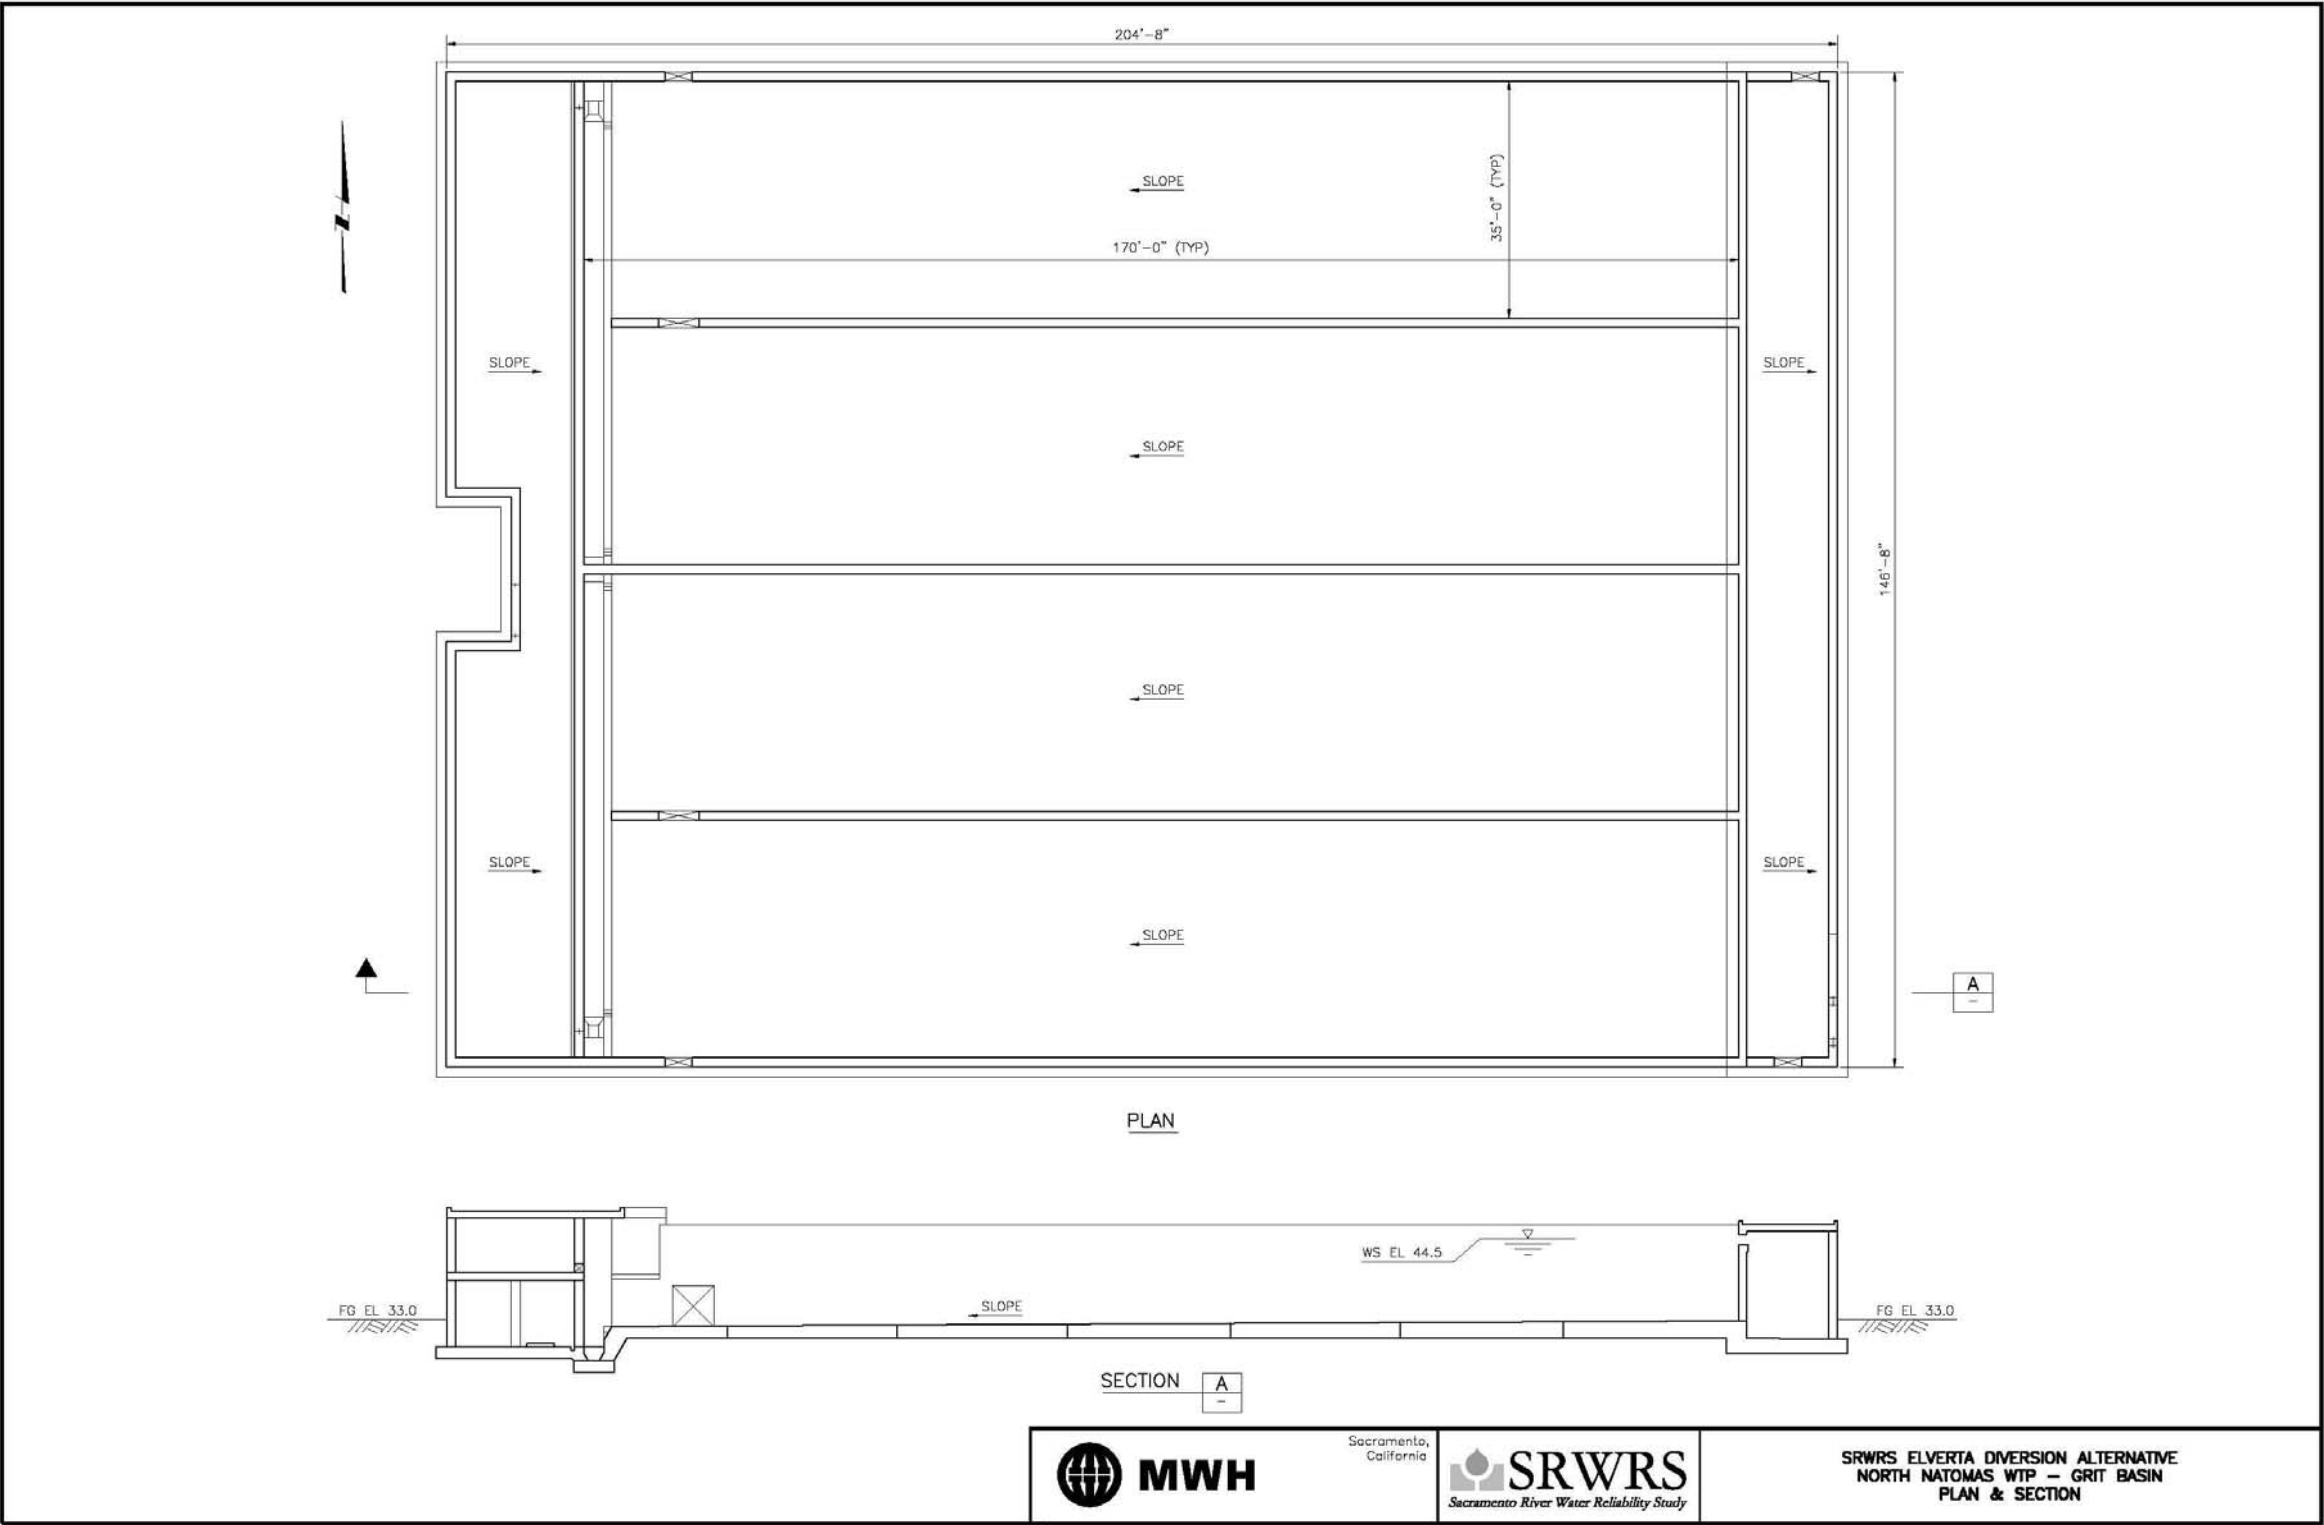 204'-8"
SLOPE
35'-0" (TYP)
170'-0" (TYP)
SLOPE
SLOPE
SLOPE
146'-8"
SLOPE
SLOPE
SLOPE
SLOPE
A
-
N
PLAN
WS EL 44.5
FG EL 33.0
SLOPE
FG EL 33.0
SECTION A
-
MWH
Sacramento,
California
SRWRS
Sacramento River Water Reliability Study
SRWRS ELVERTA DIVERSION ALTERNATIVE
NORTH NATOMAS WTP - GRIT BASIN
PLAN & SECTION